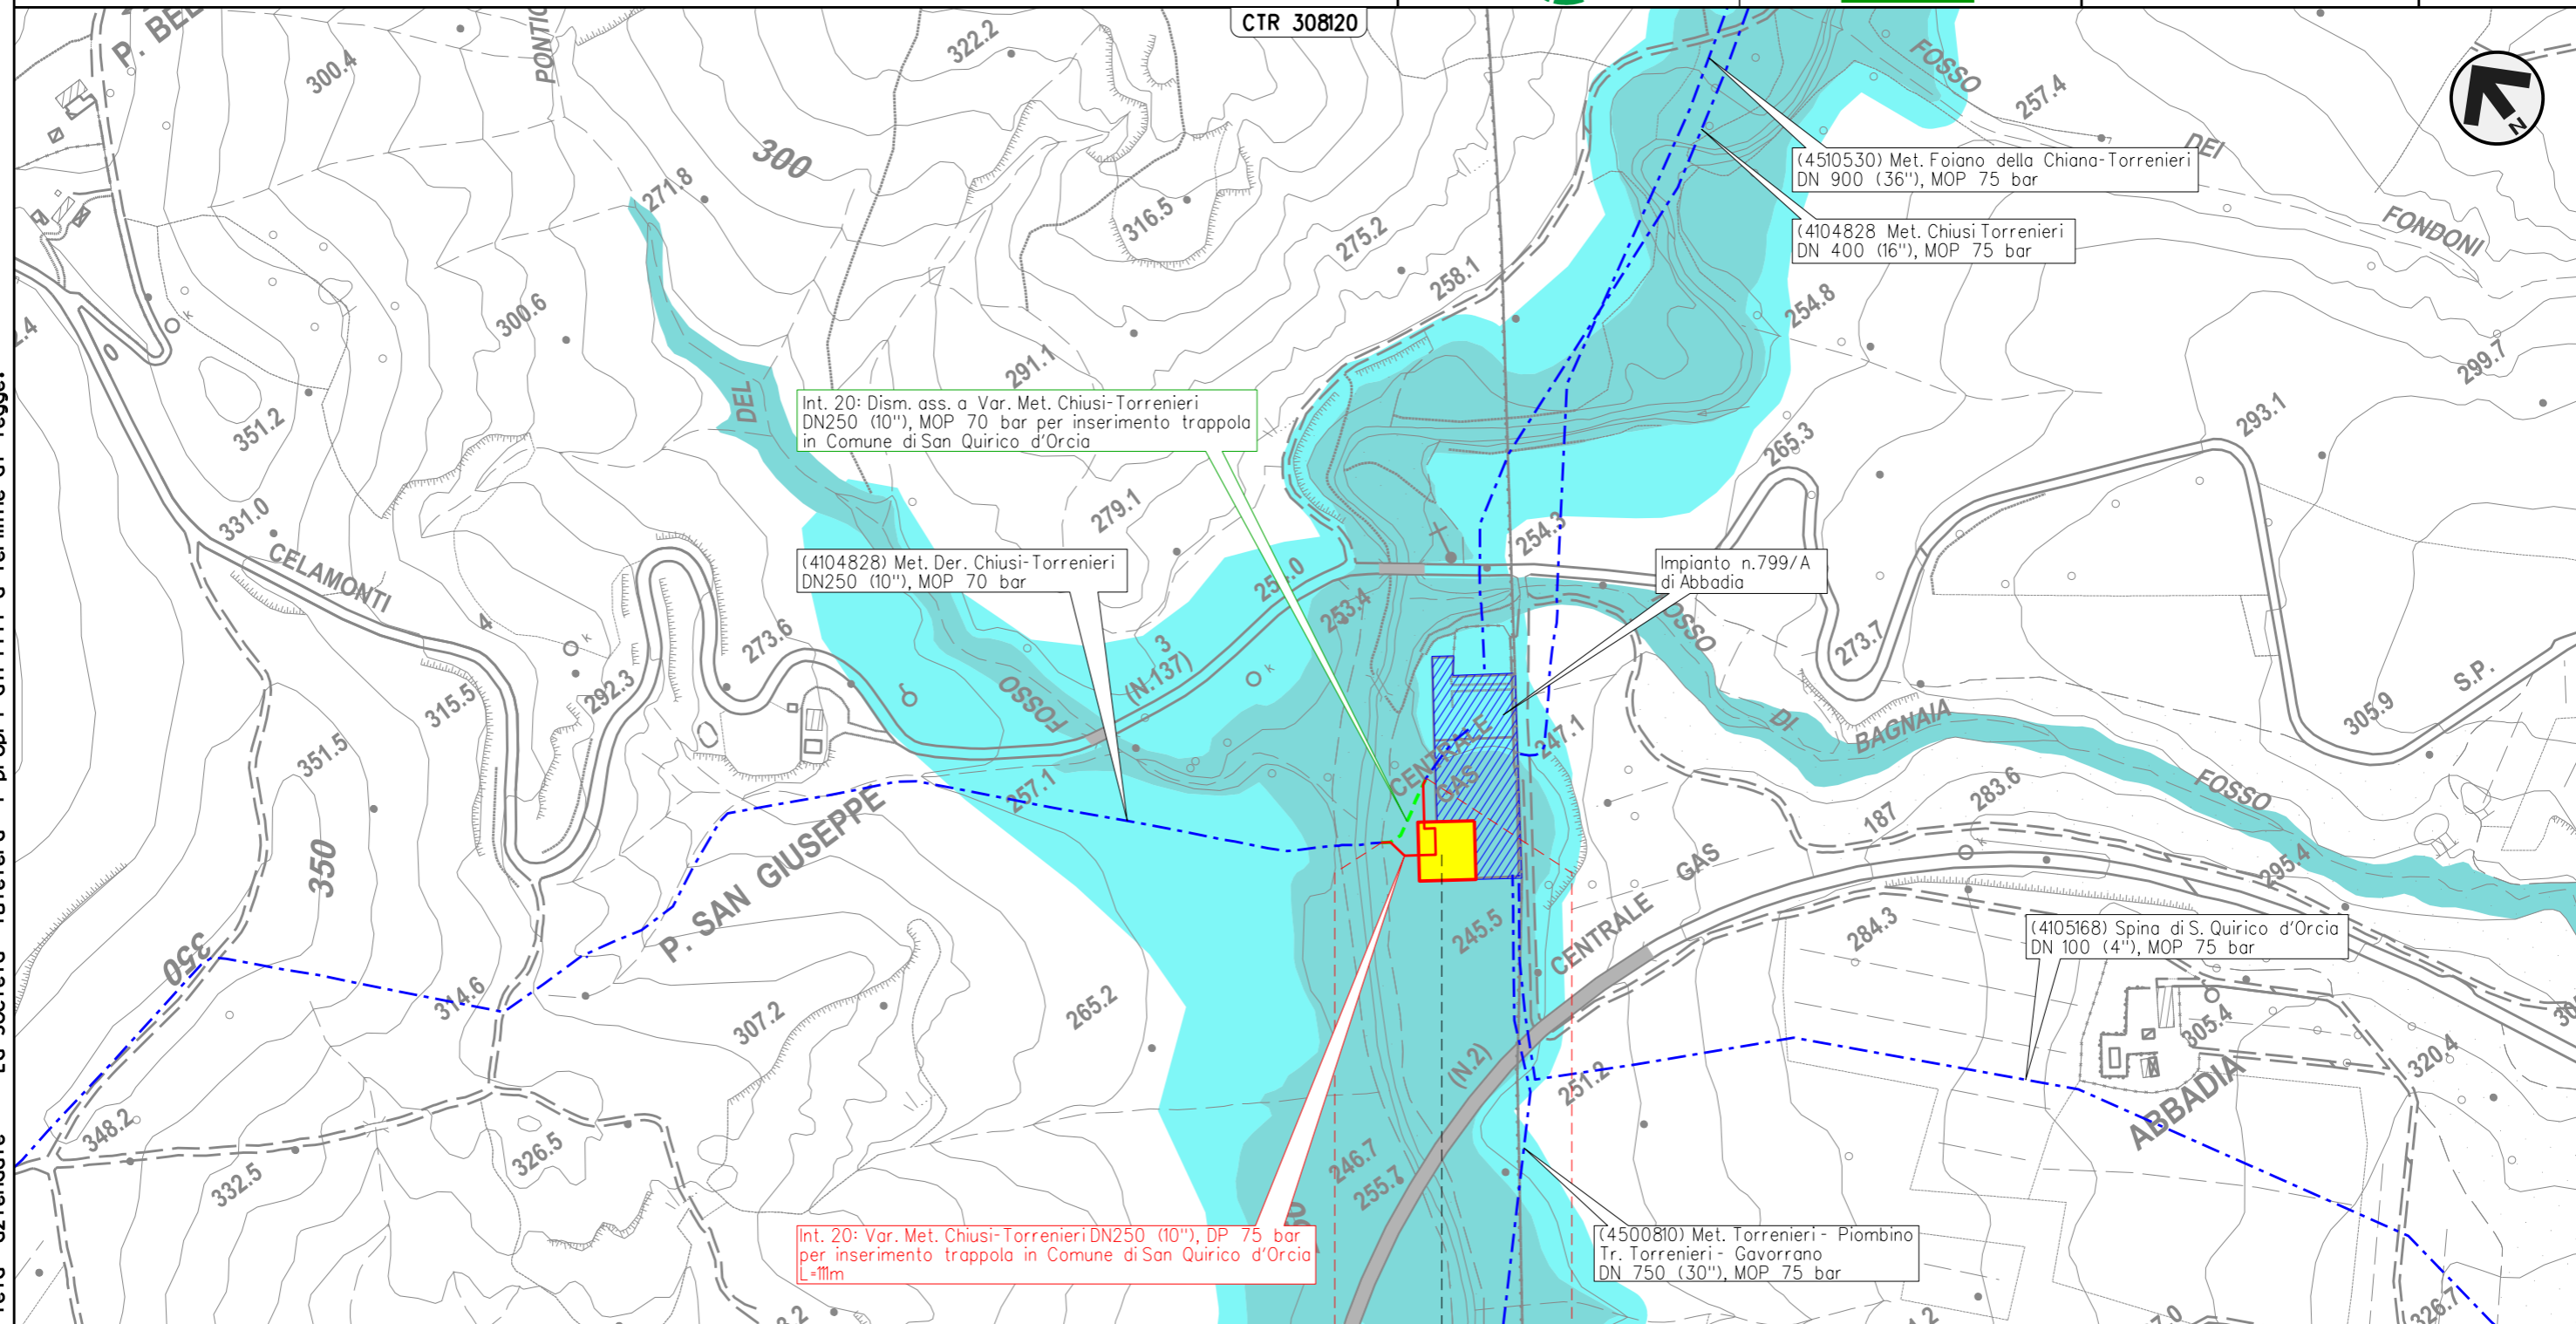 CTR 308120
P. BEL
PONTIC
300.4
322.2
FOSSO
257.4
DEI
FONDONI
N
(4510530) Met. Foiano della Chiana-Torrenieri
DN 900 (36"), MOP 75 bar
(4104828 Met. Chiusi Torrenieri
DN 400 (16"), MOP 75 bar
300
271.8
316.5
275.2
258.1
254.8
300.6
291.1
299.7
293.1
k
0
DEL
351.2
331.0
CELAMONTI
Int. 20: Dism. ass. a Var. Met. Chiusi-Torrenieri
DN250 (10"), MOP 70 bar per inserimento trappola
in Comune di San Quirico d'Orcia
279.1
265.3
254.3
(4104828) Met. Der. Chiusi-Torrenieri
DN250 (10"), MOP 70 bar
Impianto n.799/A
di Abbadia
253.4
4
k
273.6
292.3
315.5
3
(N.137)
FOSSO
k
DI
BAGNAIA
FOSSO
273.7
305.9
S.P.
351.5
257.1
247.1
CENTRALE
GAS
P. SAN GIUSEPPE
350
350
283.6
187
295.4
CENTRALE GAS
245.5
284.3
(4105168) Spina di S. Quirico d'Orcia
DN 100 (4"), MOP 75 bar
314.6
307.2
265.2
(N.2)
251.2
305.4
320.4
ABBADIA
348.2
326.5
332.5
246.7
255.7
Int. 20: Var. Met. Chiusi-Torrenieri DN250 (10"), DP 75 bar
per inserimento trappola in Comune di San Quirico d'Orcia
L=111m
(4500810) Met. Torrenieri - Piombino
Tr. Torrenieri - Gavorrano
DN 750 (30"), MOP 75 bar
326.7